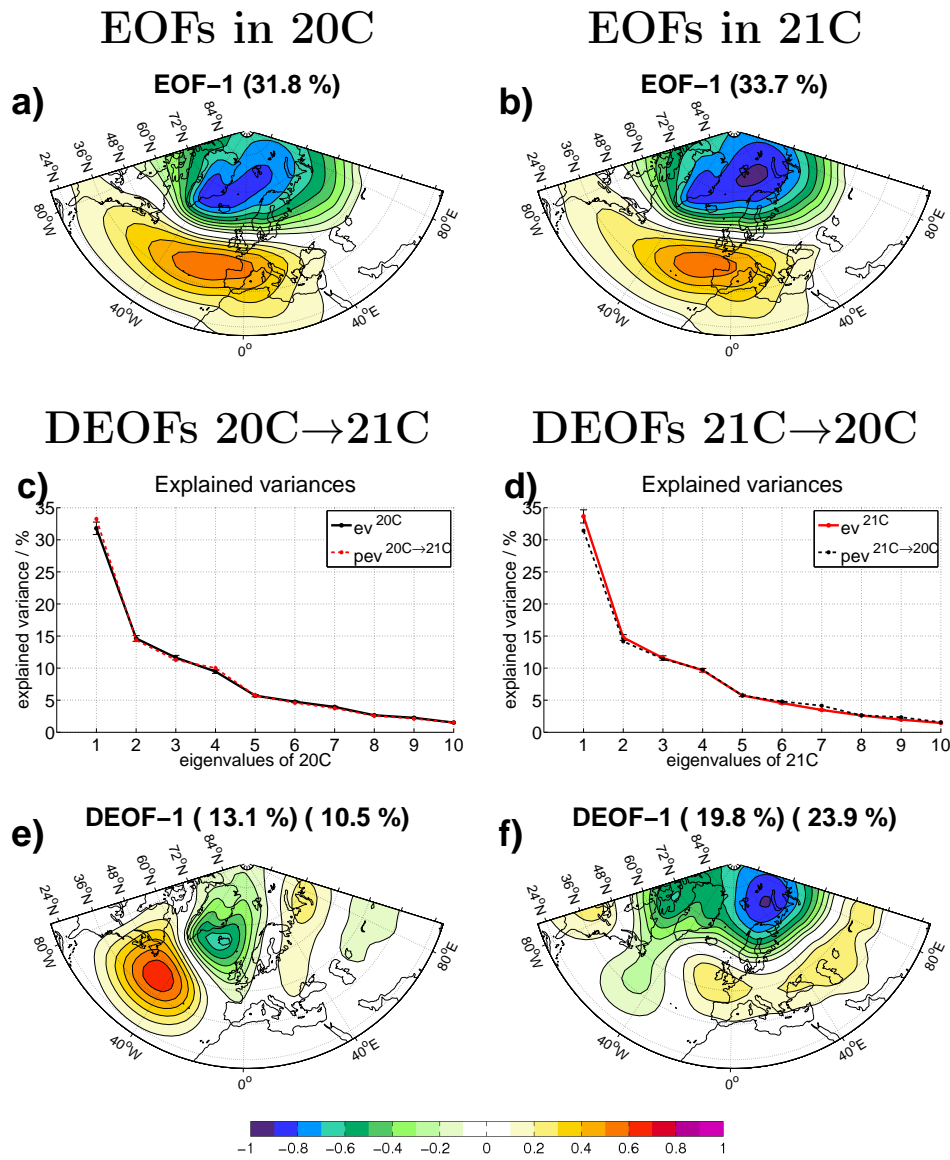 EOFs in 20C
EOFs in 21C
a)
EOF−1 (31.8 %)
24°N
36°N
48°N
60°N
72°N
84°N
80°W
40°W
0°
40°E
80°E
b)
EOF−1 (33.7 %)
24°N
36°N
48°N
60°N
72°N
84°N
80°W
40°W
0°
40°E
80°E
DEOFs 20C→21C
DEOFs 21C→20C
c)
Explained variances
explained variance / %
35
30
25
20
15
10
5
0
ev 20C
pev 20C→21C
1 2 3 4 5 6 7 8 9 10
eigenvalues of 20C
d)
Explained variances
explained variance / %
35
30
25
20
15
10
5
0
ev 21C
pev 21C→20C
1 2 3 4 5 6 7 8 9 10
eigenvalues of 21C
e)
DEOF−1 ( 13.1 %) ( 10.5 %)
24°N
36°N
48°N
60°N
72°N
84°N
80°W
40°W
0°
40°E
80°E
f)
DEOF−1 ( 19.8 %) ( 23.9 %)
24°N
36°N
48°N
60°N
72°N
84°N
80°W
40°W
0°
40°E
80°E
−1 −0.8 −0.6 −0.4 −0.2 0 0.2 0.4 0.6 0.8 1